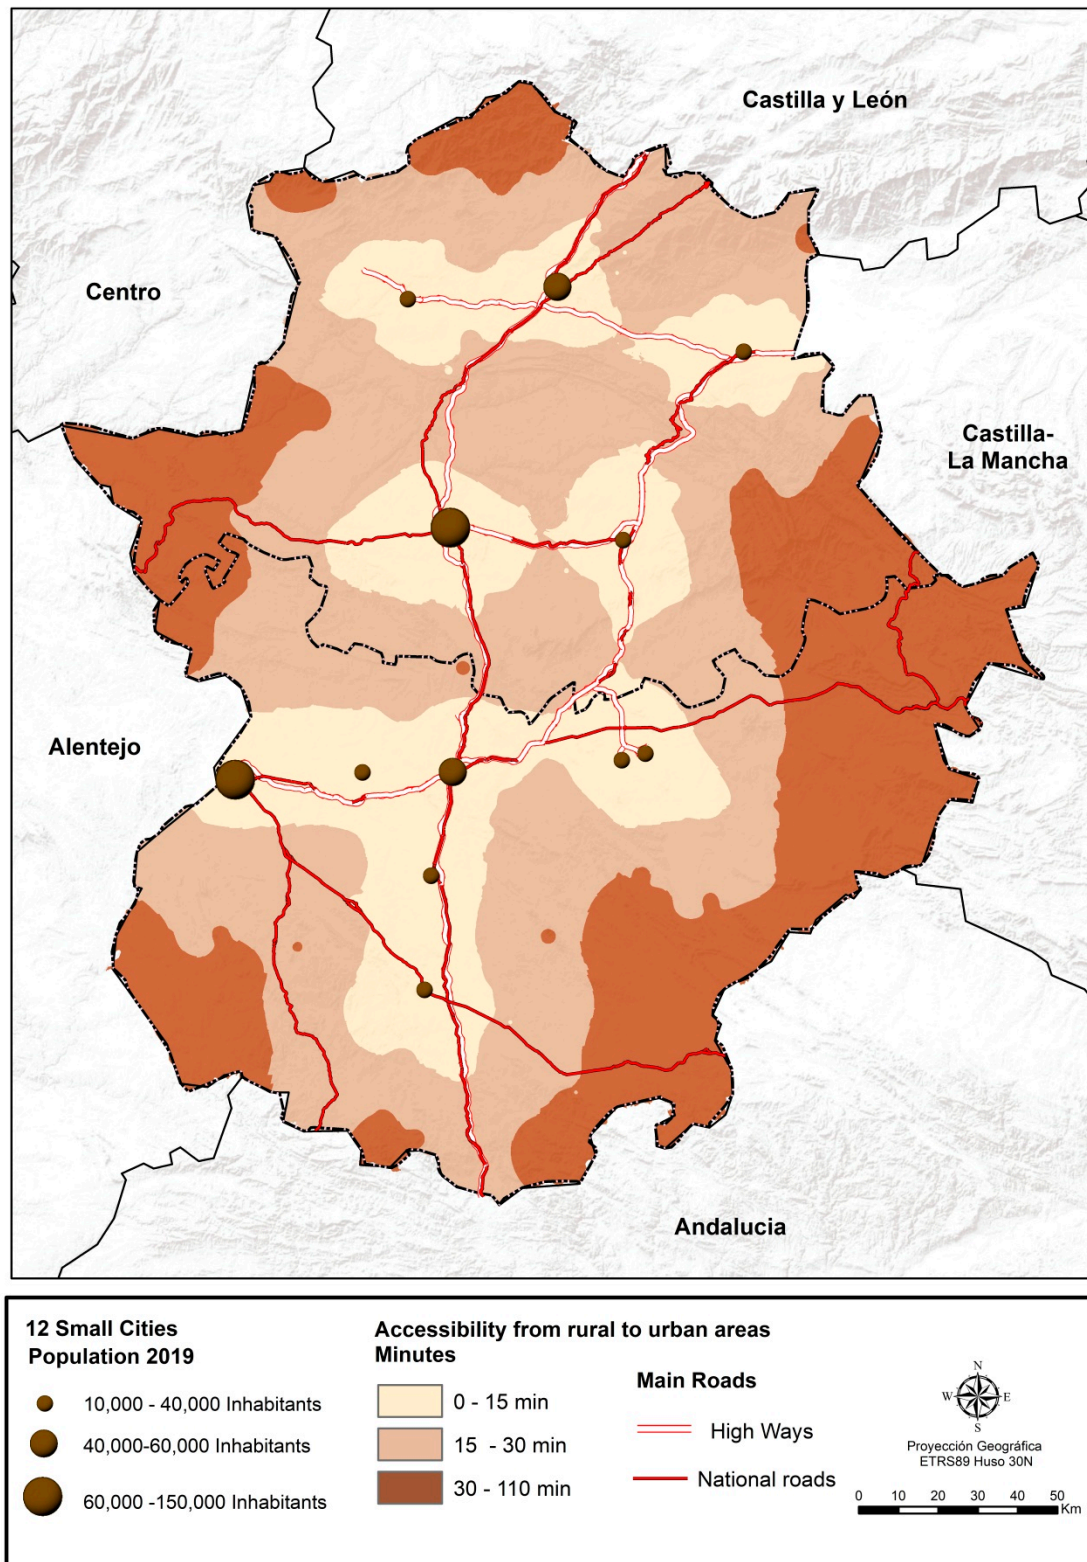 Castilla y León
Centro
Castilla-
La Mancha
Alentejo
Andalucia
12 Small Cities
Population 2019
10,000 - 40,000 Inhabitants
40,000-60,000 Inhabitants
60,000 -150,000 Inhabitants
Accessibility from rural to urban areas
Minutes
0 - 15 min
15 - 30 min
30 - 110 min
Main Roads
High Ways
National roads
N
W E
S
Proyección Geográfica
ETRS89 Huso 30N
0 10 20 30 40 50
Km